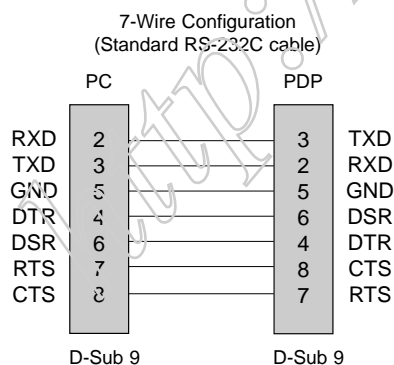 7-Wire Configuration
(Standard RS-232C cable)
PC PDP
RXD 2 3 TXD
TXD 3 2 RXD
GND 5 5 GND
DTR 4 6 DSR
DSR 6 4 DTR
RTS 7 8 CTS
CTS 8 7 RTS
D-Sub 9 D-Sub 9
http://